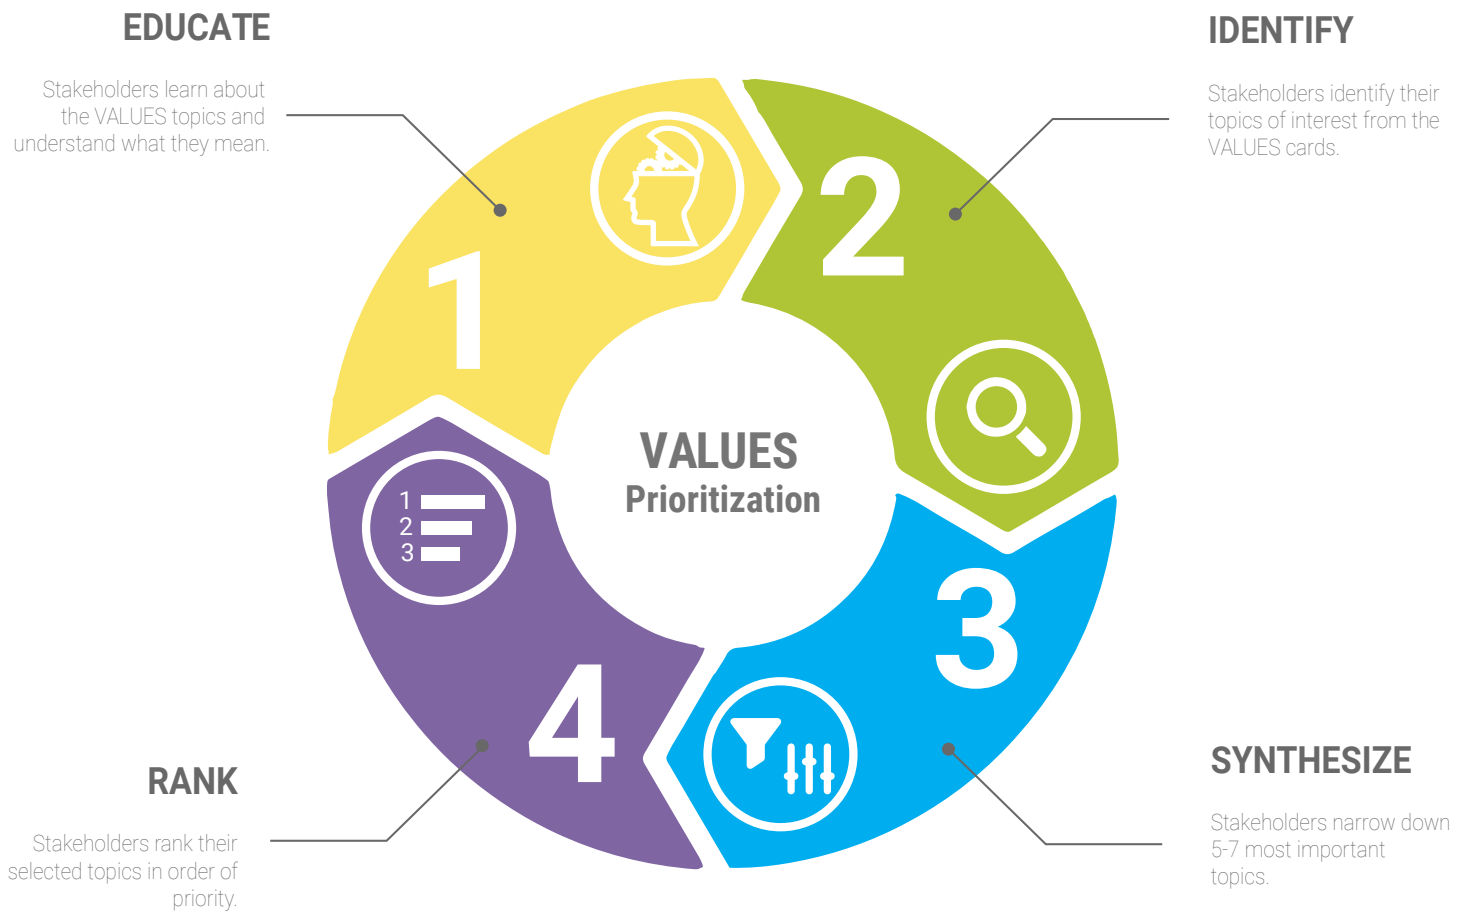 EDUCATE
Stakeholders learn about
the VALUES topics and
understand what they mean.
IDENTIFY
Stakeholders identify their
topics of interest from the
VALUES cards.
1
2
VALUES
Prioritization
1
2
3
3
4
RANK
Stakeholders rank their
selected topics in order of
priority.
SYNTHESIZE
Stakeholders narrow down
5-7 most important
topics.